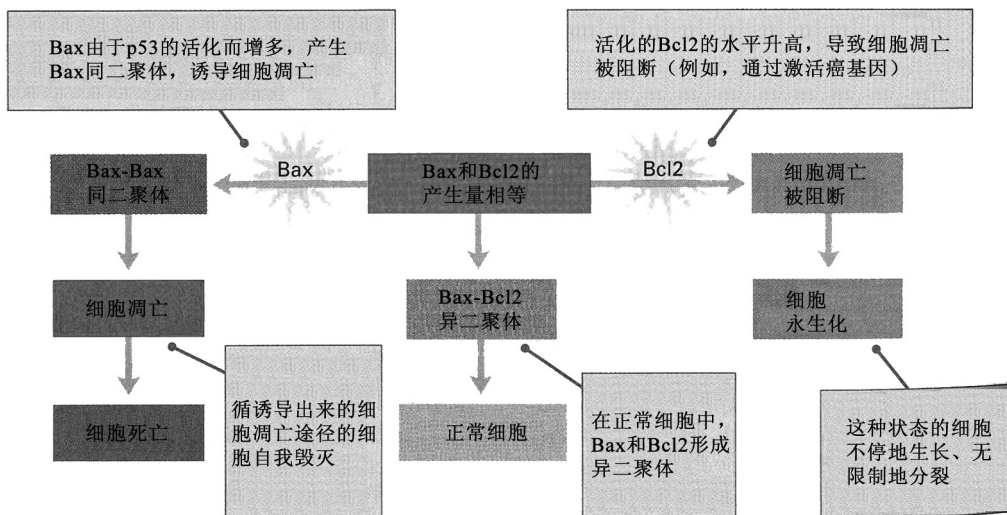 Bax由于p53的活化而增多，产生
Bax同二聚体，诱导细胞凋亡
活化的Bcl2的水平升高，导致细胞凋亡
被阻断（例如，通过激活癌基因）
Bax-Bax
同二聚体
Bax
Bax和Bcl2的
产生量相等
Bcl2
细胞凋亡
被阻断
细胞凋亡
Bax-Bcl2
异二聚体
细胞
永生化
细胞死亡
循诱导出来的细
胞凋亡途径的细
胞自我毁灭
正常细胞
在正常细胞中，
Bax和Bcl2形成
异二聚体
这种状态的细胞
不停地生长、无
限制地分裂